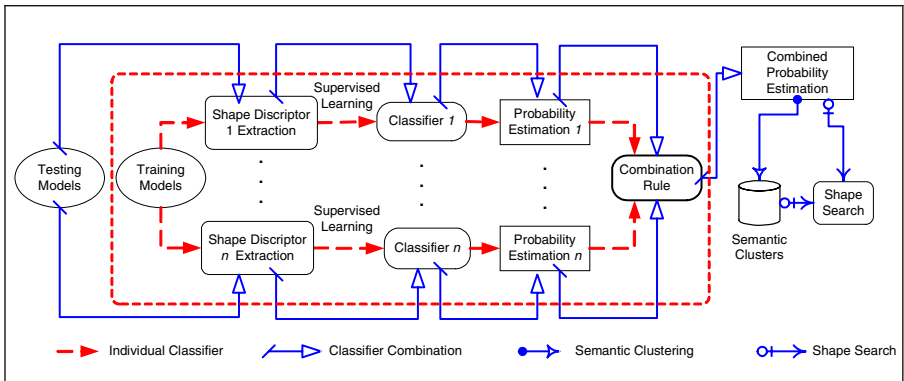 Combined
Probability
Estimation
Supervised
Learning
Shape Discriptor
1 Extraction
Classifier 1
Probability
Estimation 1
Testing
Models
Training
Models
Combination
Rule
Shape
Search
Semantic
Clusters
Supervised
Learning
Shape Discriptor
n Extraction
Classifier n
Probability
Estimation n
Individual Classifier
Classifier Combination
Semantic Clustering
Shape Search